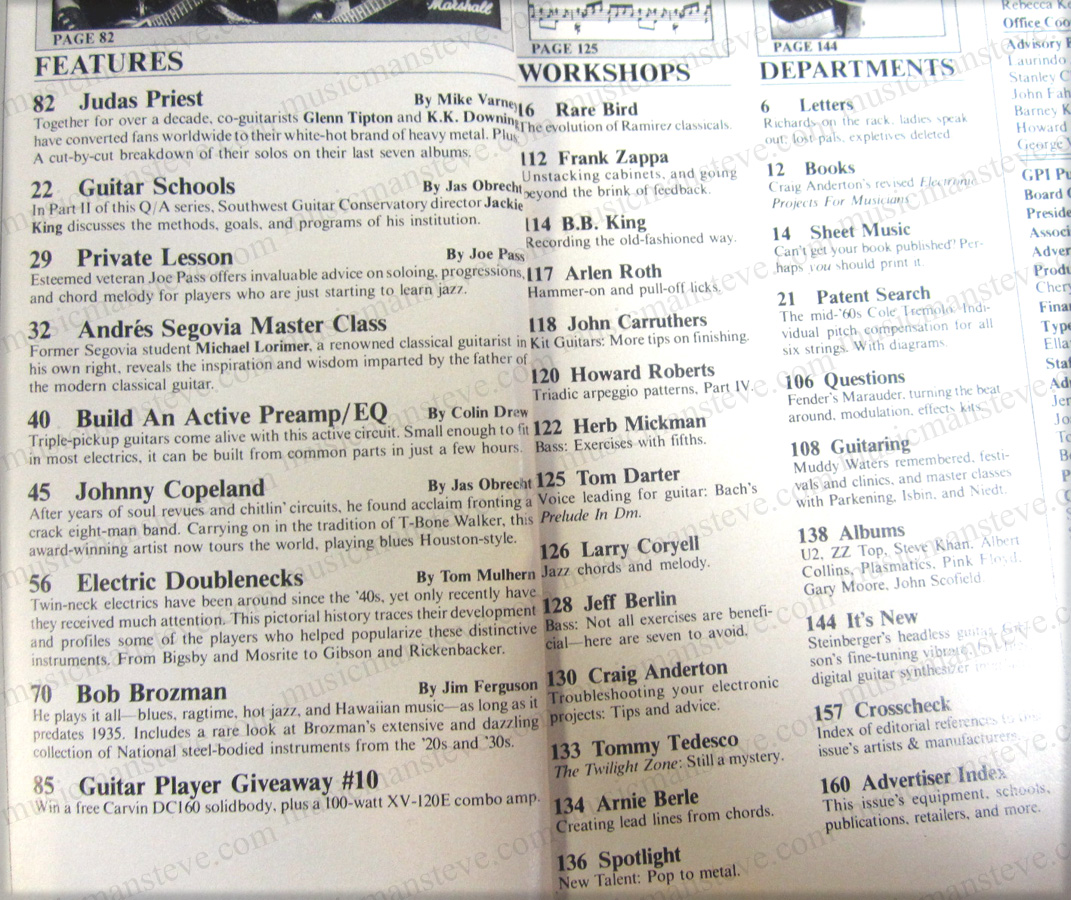 Marshall
PAGE 82
FEATURES
82 Judas Priest By Mike Varney
Together for over a decade, co-guitarists Glenn Tipton and K.K. Downing
have converted fans worldwide to their white-hot brand of heavy metal. Plus
A cut-by-cut breakdown of their solos on their last seven albums.
22 Guitar Schools By Jas Obrecht
In Part II of this Q/A series, Southwest Guitar Conservatory director Jackie
King discusses the methods, goals, and programs of his institution.
29 Private Lesson By Joe Pass
Esteemed veteran Joe Pass offers invaluable advice on soloing, progressions,
and chord melody for players who are just starting to learn jazz.
32 Andrés Segovia Master Class
Former Segovia student Michael Lorimer, a renowned classical guitarist in
his own right, reveals the inspiration and wisdom imparted by the father of
the modern classical guitar.
40 Build An Active Preamp/EQ By Colin Drew
Triple-pickup guitars come alive with this active circuit. Small enough to fit
in most electrics, it can be built from common parts in just a few hours.
45 Johnny Copeland By Jas Obrecht
After years of soul revues and chitlin' circuits, he found acclaim fronting a
crack eight-man band. Carrying on in the tradition of T-Bone Walker, this
award-winning artist now tours the world, playing blues Houston-style.
56 Electric Doublenecks By Tom Mulhern
Twin-neck electrics have been around since the '40s, yet only recently have
they received much attention. This pictorial history traces their development
and profiles some of the players who helped popularize these distinctive
instruments. From Bigsby and Mosrite to Gibson and Rickenbacker.
70 Bob Brozman By Jim Ferguson
He plays it all—blues, ragtime, hot jazz, and Hawaiian music—as long as it
predates 1935. Includes a rare look at Brozman's extensive and dazzling
collection of National steel-bodied instruments from the '20s and '30s.
85 Guitar Player Giveaway #10
Win a free Carvin DC160 solidbody, plus a 100-watt XV-120E combo amp.
PAGE 125
WORKSHOPS
16 Rare Bird
The evolution of Ramirez classicals.
112 Frank Zappa
Unstacking cabinets, and going
beyond the brink of feedback.
114 B.B. King
Recording the old-fashioned way.
117 Arlen Roth
Hammer-on and pull-off licks.
118 John Carruthers
Kit Guitars: More tips on finishing.
120 Howard Roberts
Triadic arpeggio patterns, Part IV.
122 Herb Mickman
Bass: Exercises with fifths.
125 Tom Darter
Voice leading for guitar: Bach's
Prelude In Dm.
126 Larry Coryell
Jazz chords and melody.
128 Jeff Berlin
Bass: Not all exercises are benefi-
cial—here are seven to avoid.
130 Craig Anderton
Troubleshooting your electronic
projects: Tips and advice.
133 Tommy Tedesco
The Twilight Zone: Still a mystery.
134 Arnie Berle
Creating lead lines from chords.
136 Spotlight
New Talent: Pop to metal.
PAGE 144
DEPARTMENTS
6 Letters
Richards on the rack, ladies speak
out, lost pals, expletives deleted
12 Books
Craig Anderton's revised Electronic
Projects For Musicians
14 Sheet Music
Can't get your book published? Per-
haps you should print it.
21 Patent Search
The mid-'60s Cole Tremolo. Indi-
vidual pitch compensation for all
six strings. With diagrams.
106 Questions
Fender's Marauder, turning the beat
around, modulation, effects kits.
108 Guitaring
Muddy Waters remembered, festi-
vals and clinics, and master classes
with Parkening, Isbin, and Niedt.
138 Albums
U2, ZZ Top, Steve Khan, Albert
Collins, Plasmatics, Pink Floyd,
Gary Moore, John Scofield.
144 It's New
Steinberger's headless guitar, Gib-
son's fine-tuning
digital guitar synthesizer
157 Crosscheck
Index of editorial references to
issue's artists & manufacturers.
160 Advertiser Index
This issue's equipment, schools,
publications, retailers, and more.
Rebecca
Office
Advisory
Laurindo
Stanley
John
Barney
Howard
George
GPI
Board
musicmansteve.com